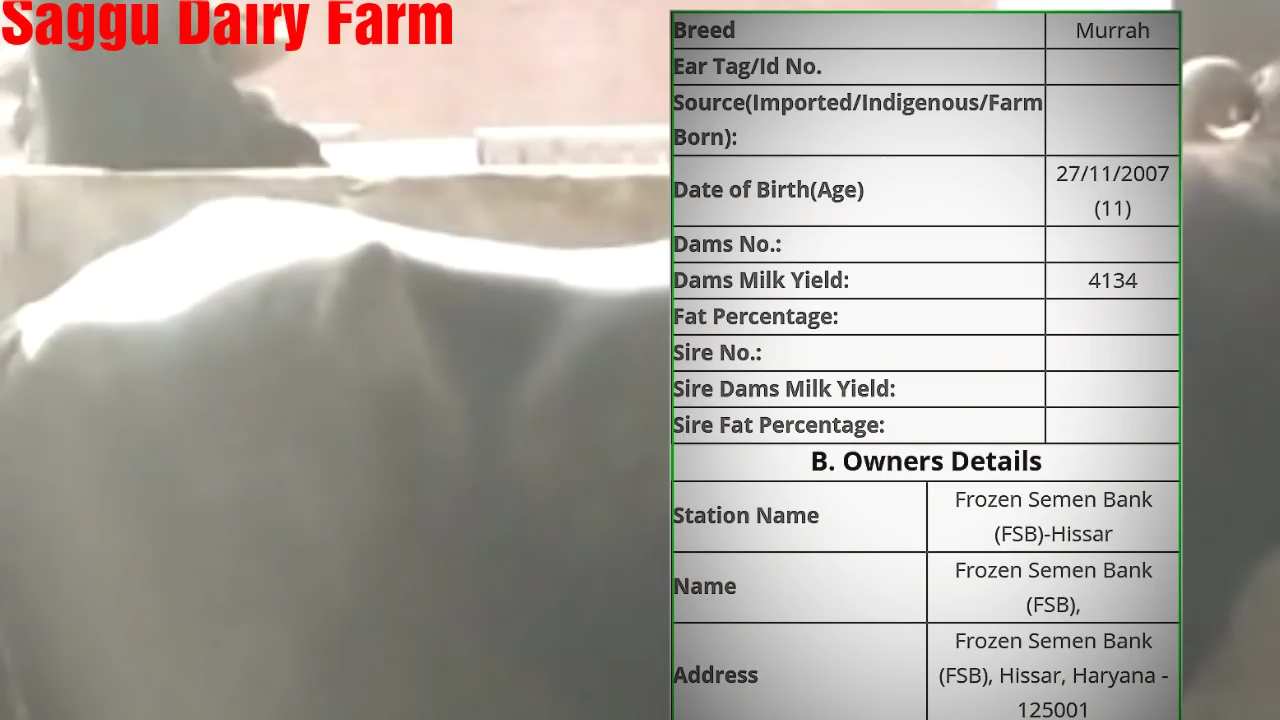 Saggu Dairy Farm
Breed Murrah
Ear Tag/Id No.
Source(Imported/Indigenous/Farm
Born):
Date of Birth(Age) 27/11/2007
(11)
Dams No.:
Dams Milk Yield: 4134
Fat Percentage:
Sire No.:
Sire Dams Milk Yield:
Sire Fat Percentage:
B. Owners Details
Station Name Frozen Semen Bank
(FSB)-Hissar
Name Frozen Semen Bank
(FSB),
Address Frozen Semen Bank
(FSB), Hissar, Haryana -
125001